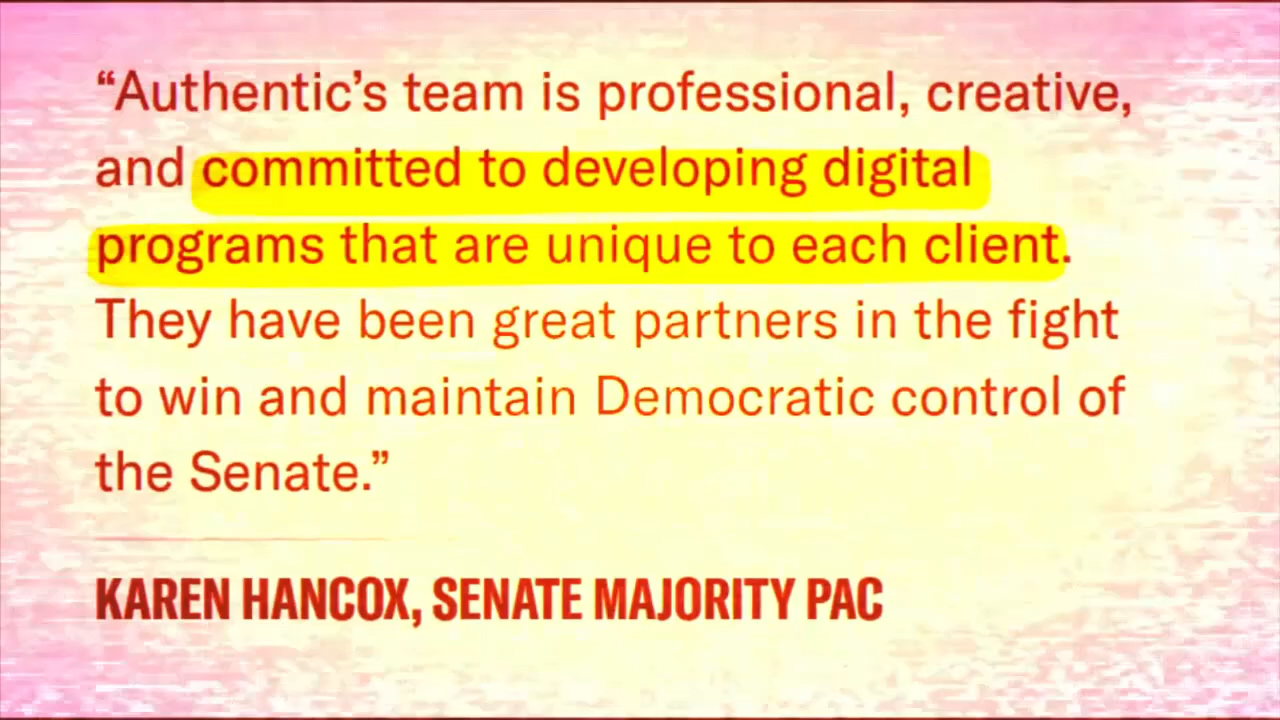 “Authentic’s team is professional, creative,
and committed to developing digital
programs that are unique to each client.
They have been great partners in the fight
to win and maintain Democratic control of
the Senate.”
KAREN HANCOX, SENATE MAJORITY PAC